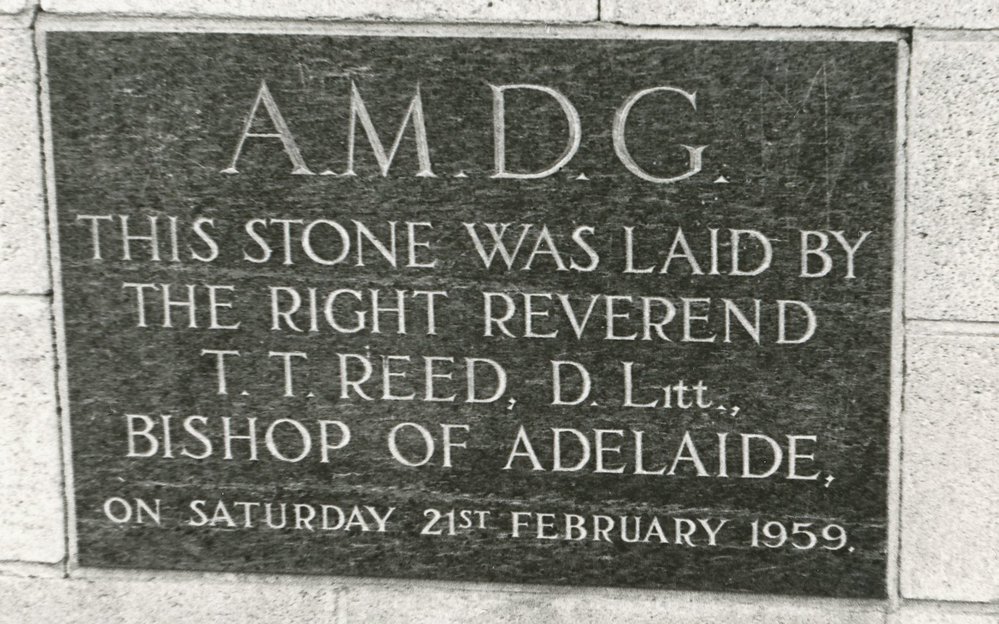 A.M.D.G.
THIS STONE WAS LAID BY
THE RIGHT REVEREND
T. T. REED, D. Litt.,
BISHOP OF ADELAIDE,
ON SATURDAY 21ST FEBRUARY 1959.